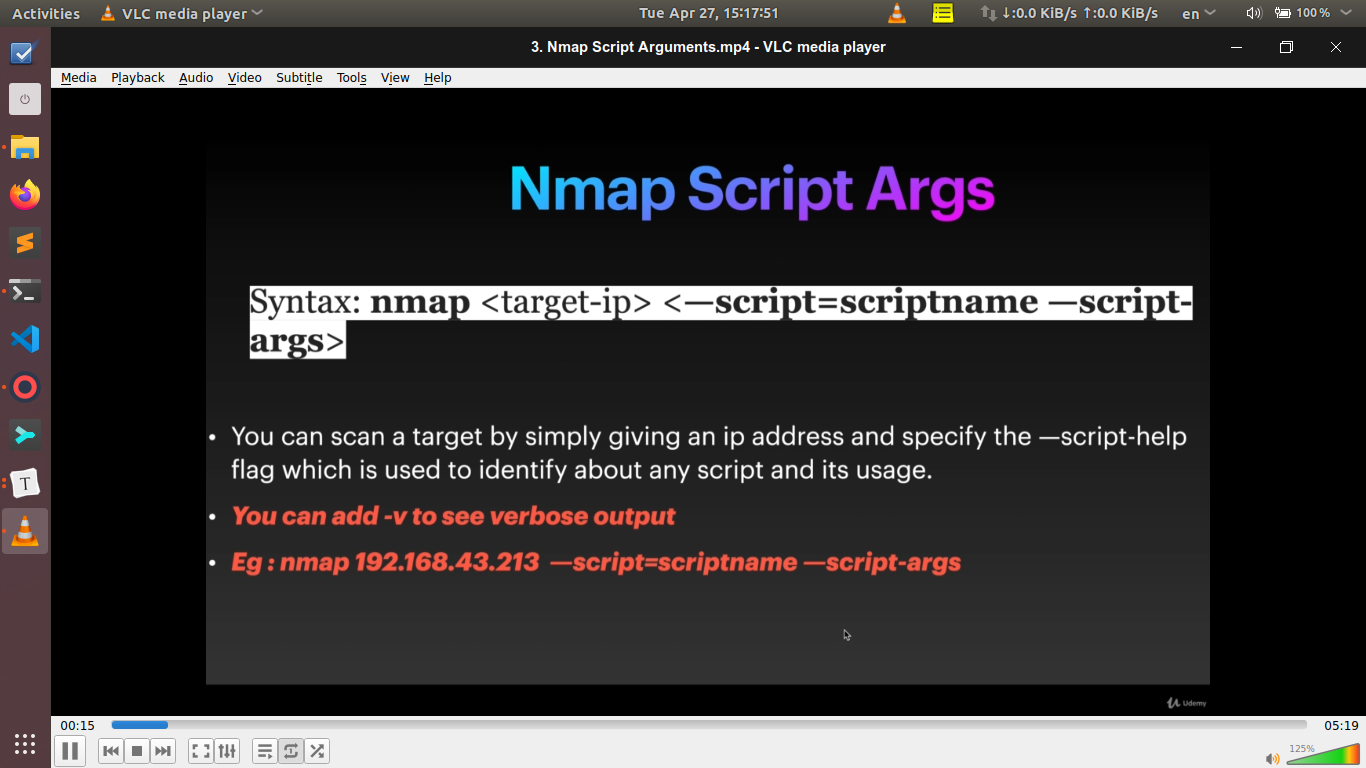 Activities
VLC media player
Tue Apr 27, 15:17:51
↓:0.0 KiB/s ↑:0.0 KiB/s
en
100 %
3. Nmap Script Arguments.mp4 - VLC media player
Media Playback Audio Video Subtitle Tools View Help
Nmap Script Args
Syntax: nmap <target-ip> <—script=scriptname —script-
args>
• You can scan a target by simply giving an ip address and specify the —script-help
flag which is used to identify about any script and its usage.
• You can add -v to see verbose output
• Eg : nmap 192.168.43.213 —script=scriptname —script-args
T
Udemy
00:15
05:19
125%